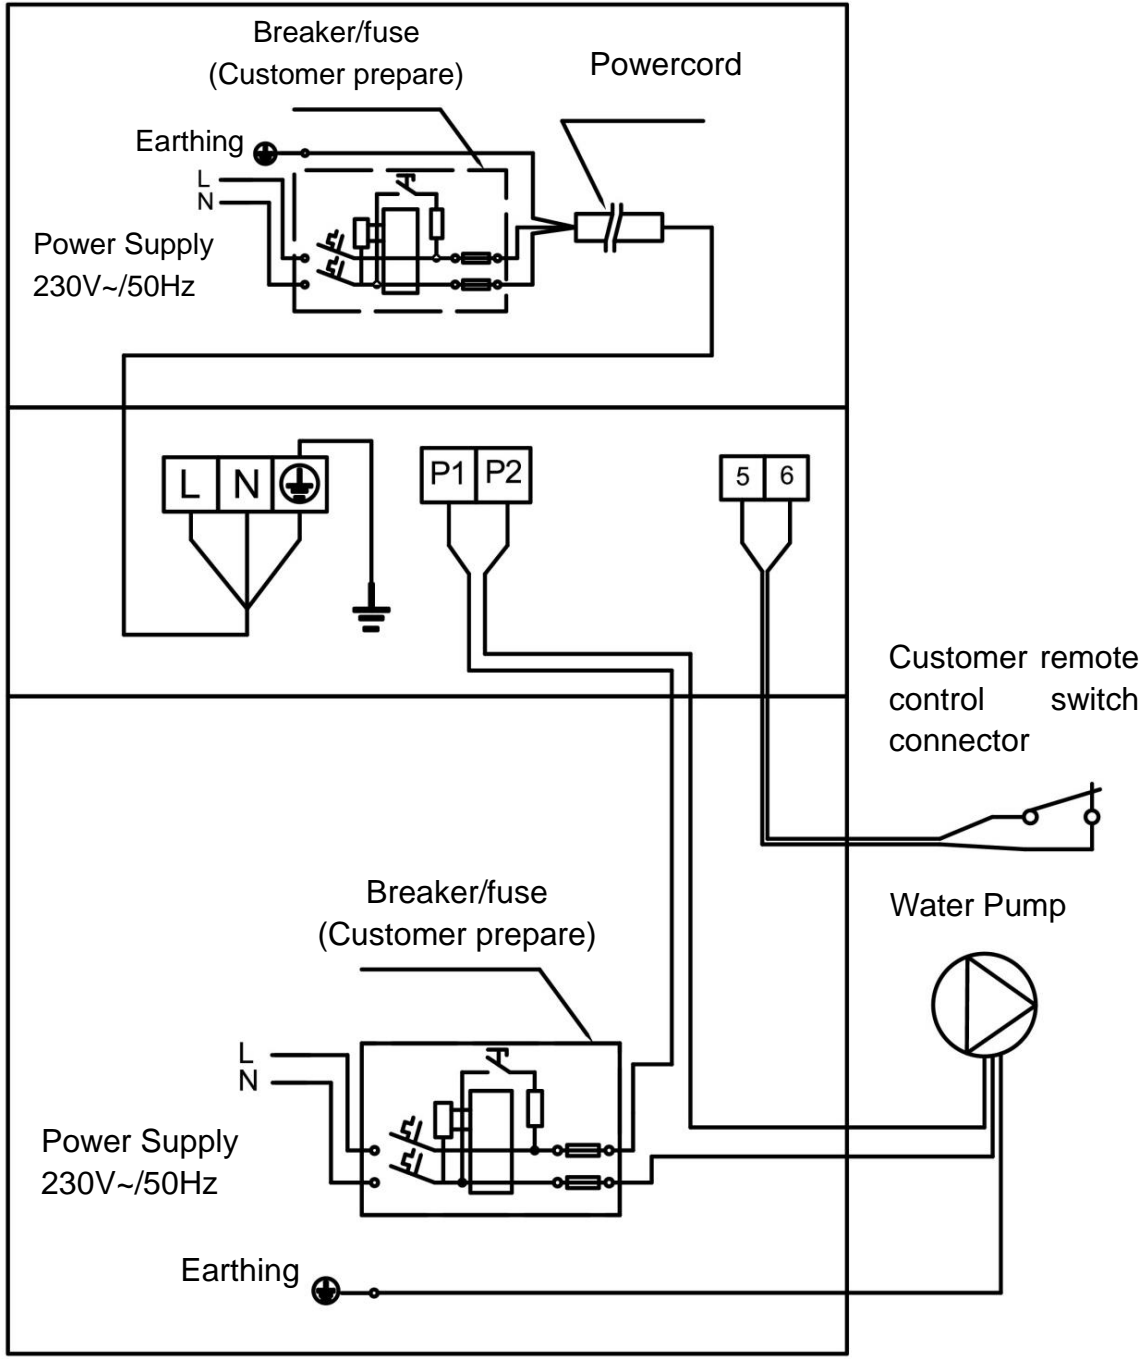 Breaker/fuse
(Customer prepare)
Powercord
Earthing
L
N
Power Supply
230V~/50Hz
L N
P1 P2
5 6
Customer remote
control switch
connector
Breaker/fuse
(Customer prepare)
Water Pump
L
N
Power Supply
230V~/50Hz
Earthing